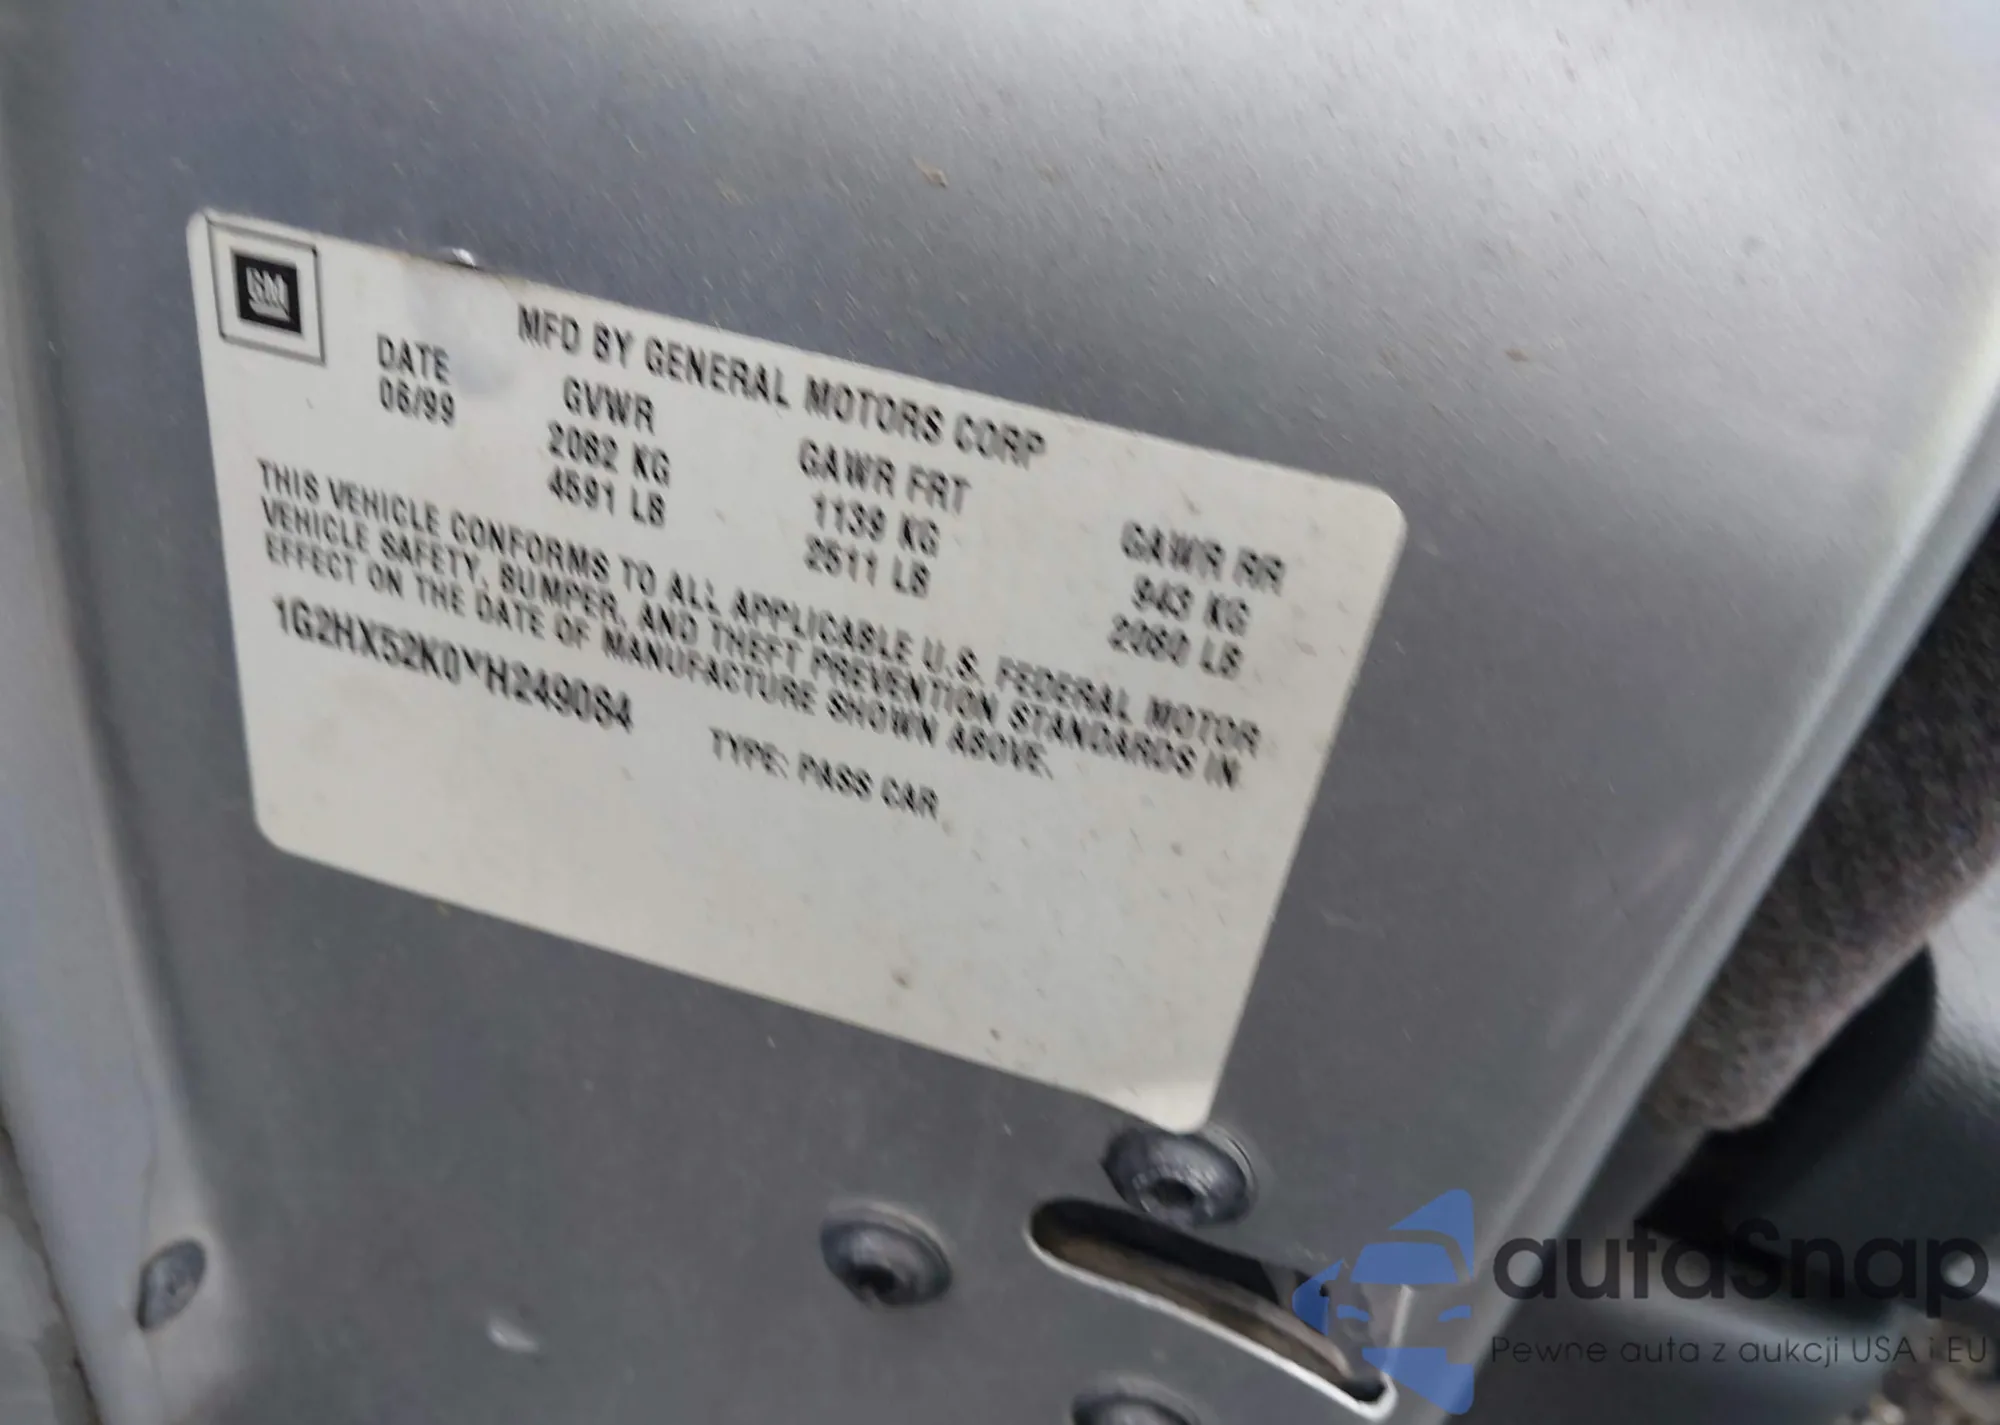 GM
MFD BY GENERAL MOTORS CORP
DATE GVWR GAWR FRT GAWR RR
06/99 2082 KG 1139 KG 943 KG
4591 LB 2511 LB 2080 LB
THIS VEHICLE CONFORMS TO ALL APPLICABLE U.S. FEDERAL MOTOR
VEHICLE SAFETY, BUMPER, AND THEFT PREVENTION STANDARDS IN
EFFECT ON THE DATE OF MANUFACTURE SHOWN ABOVE.
1G2HX52K0YH249084 TYPE: PASS CAR
autaSnap
Pewne auta z aukcji USA i EU